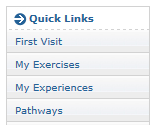 Quick Links
First Visit
My Exercises
My Experiences
Pathways